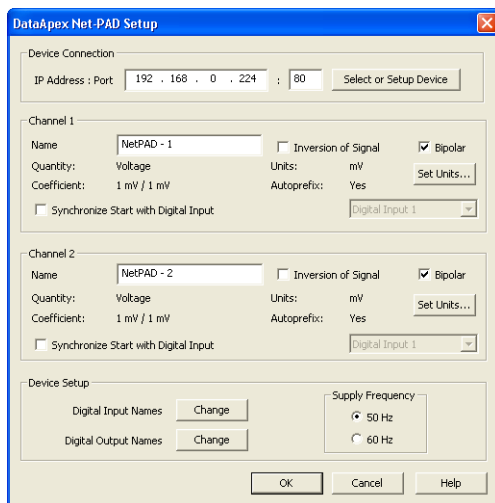 DataApex Net-PAD Setup
Device Connection
IP Address : Port 192 . 168 . 0 . 224 : 80 Select or Setup Device
Channel 1
Name NetPAD - 1 Inversion of Signal Bipolar
Quantity: Voltage Units: mV Set Units...
Coefficient: 1 mV / 1 mV Autoprefix: Yes
Synchronize Start with Digital Input Digital Input 1
Channel 2
Name NetPAD - 2 Inversion of Signal Bipolar
Quantity: Voltage Units: mV Set Units...
Coefficient: 1 mV / 1 mV Autoprefix: Yes
Synchronize Start with Digital Input Digital Input 1
Device Setup
Supply Frequency
Digital Input Names Change 50 Hz
Digital Output Names Change 60 Hz
OK Cancel Help